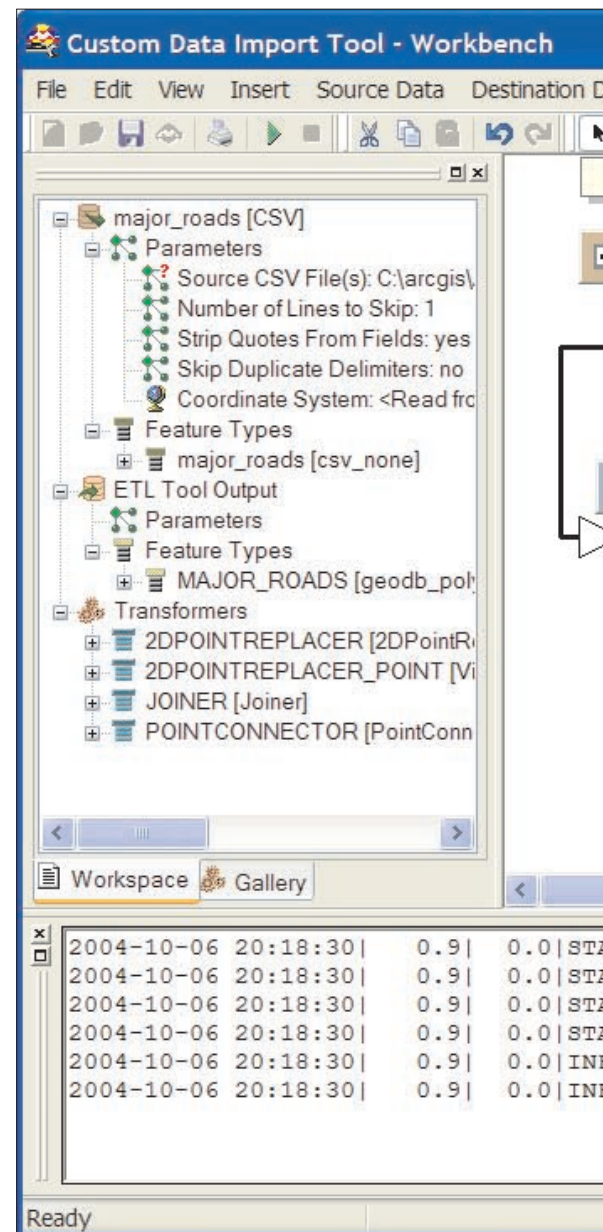 Custom Data Import Tool - Workbench
File Edit View Insert Source Data Destination D
major_roads [CSV]
Parameters
Source CSV File(s): C:\arcgis\
Number of Lines to Skip: 1
Strip Quotes From Fields: yes
Skip Duplicate Delimiters: no
Coordinate System: <Read fro
Feature Types
major_roads [csv_none]
ETL Tool Output
Parameters
Feature Types
MAJOR_ROADS [geodb_poly
Transformers
2DPOINTREPLACER [2DPointRe
2DPOINTREPLACER_POINT [Vi
JOINER [Joiner]
POINTCONNECTOR [PointConn
Workspace Gallery
2004-10-06 20:18:30| 0.9| 0.0|STA
2004-10-06 20:18:30| 0.9| 0.0|STA
2004-10-06 20:18:30| 0.9| 0.0|STA
2004-10-06 20:18:30| 0.9| 0.0|STA
2004-10-06 20:18:30| 0.9| 0.0|INF
2004-10-06 20:18:30| 0.9| 0.0|INF
Ready